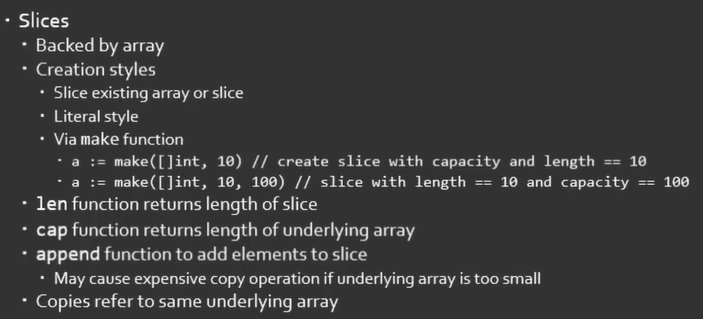 • Slices
• Backed by array
• Creation styles
• Slice existing array or slice
• Literal style
• Via make function
• a := make([]int, 10) // create slice with capacity and length == 10
• a := make([]int, 10, 100) // slice with length == 10 and capacity == 100
• len function returns length of slice
• cap function returns length of underlying array
• append function to add elements to slice
• May cause expensive copy operation if underlying array is too small
• Copies refer to same underlying array